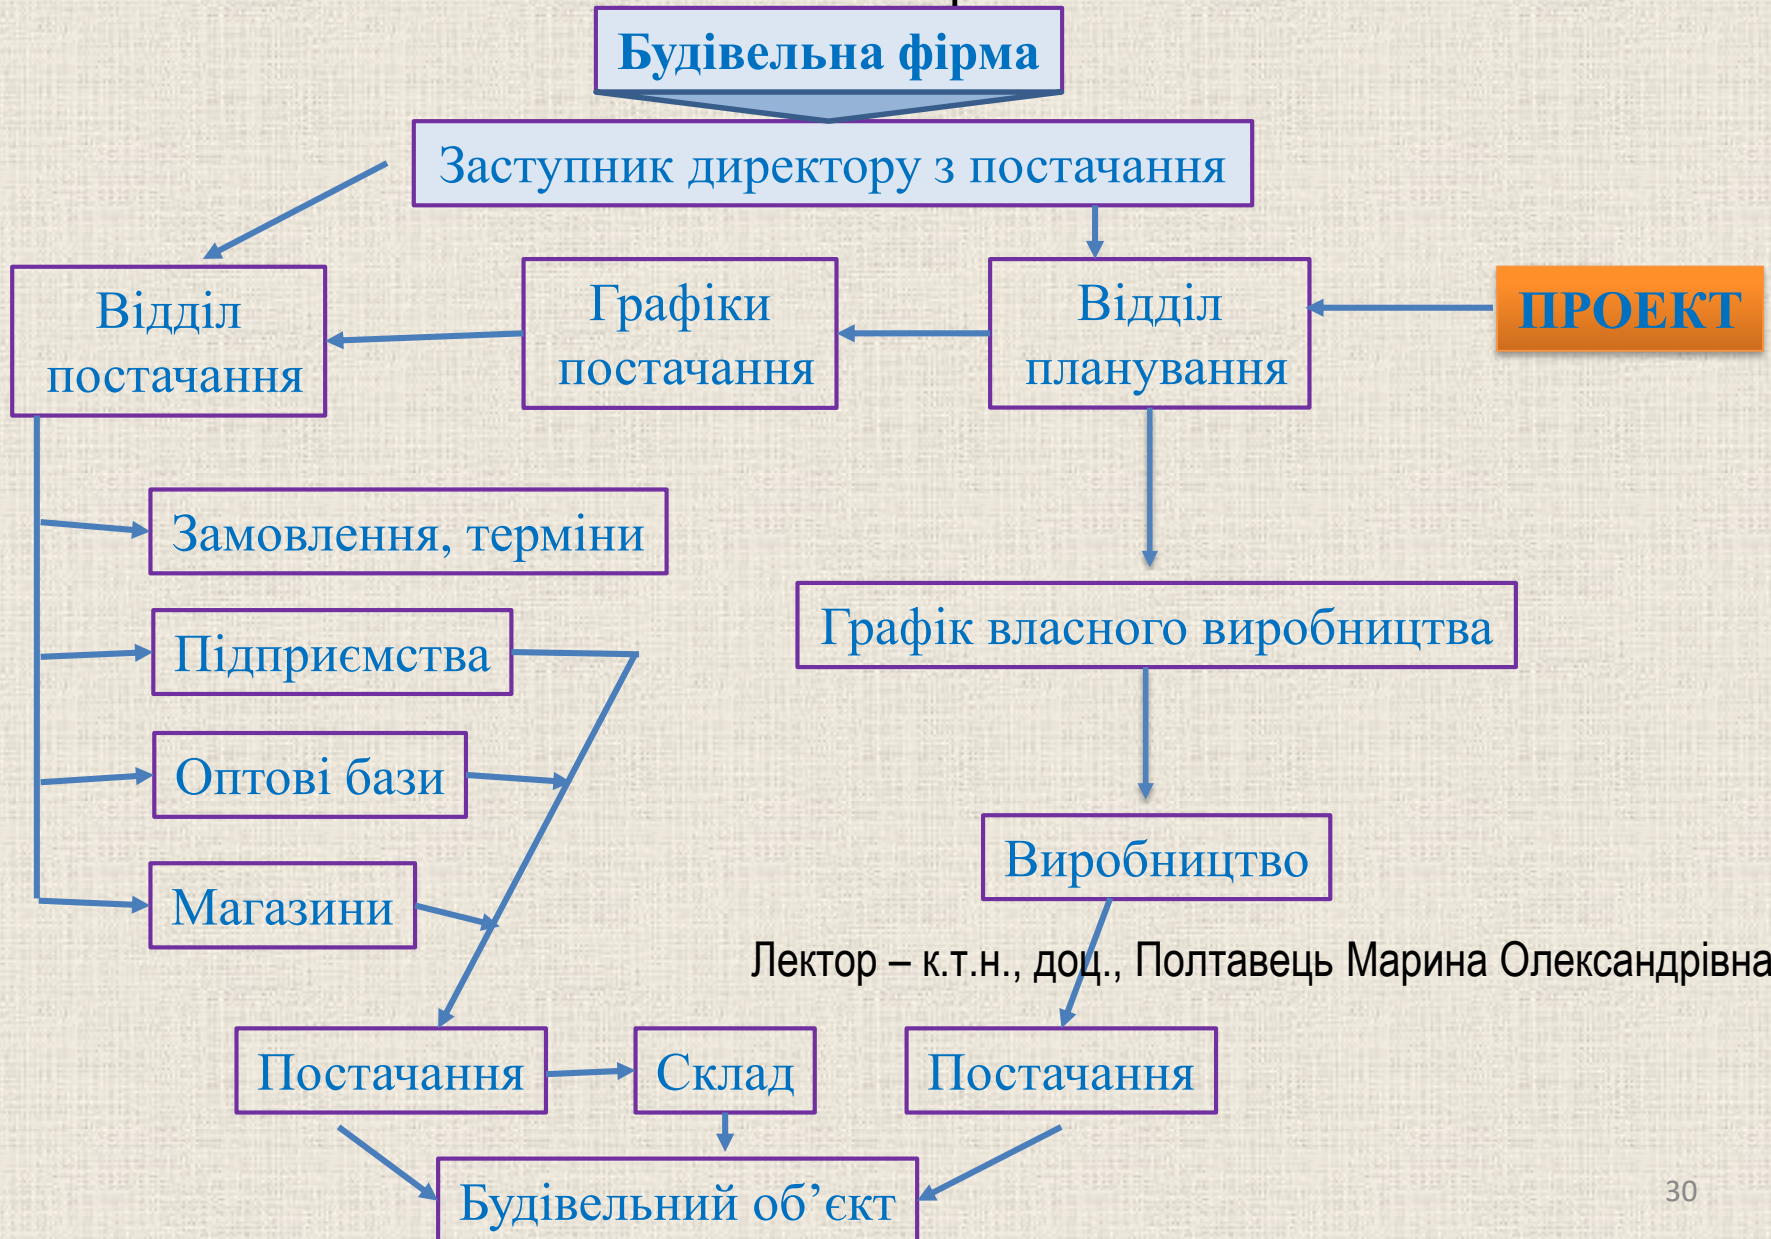 Будівельна фірма
Заступник директору з постачання
Відділ
постачання
Графіки
постачання
Відділ
планування
ПРОЕКТ
Замовлення, терміни
Підприємства
Графік власного виробництва
Оптові бази
Виробництво
Магазини
Лектор – к.т.н., доц., Полтавець Марина Олександрівна
Постачання
Склад
Постачання
Будівельний об’єкт
30